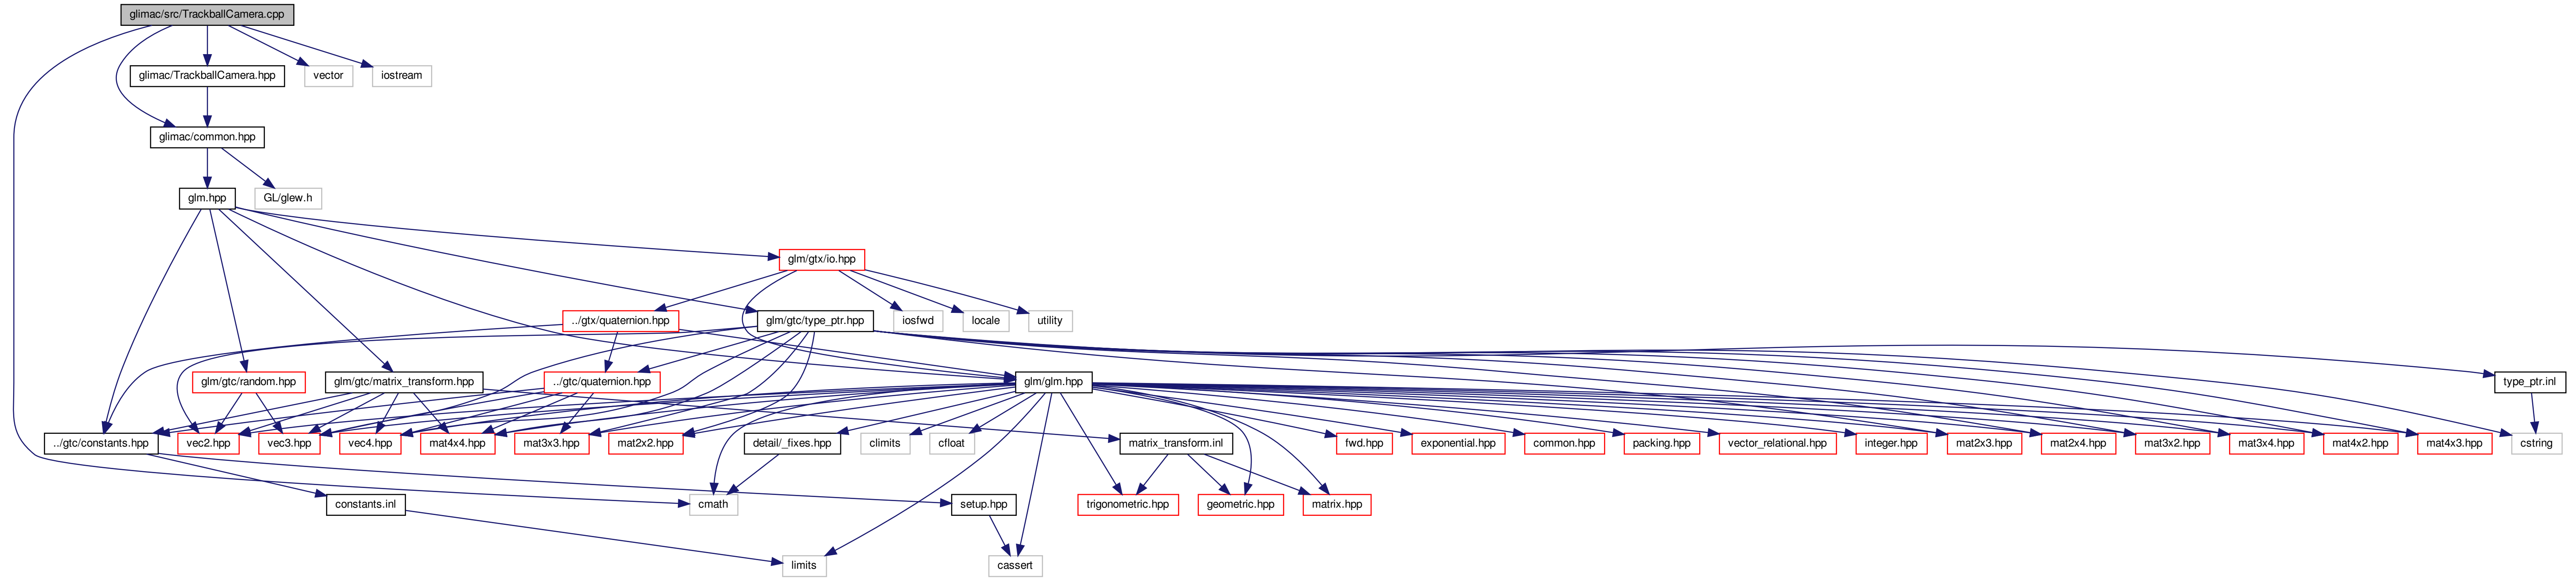 glimac/src/TrackballCamera.cpp
glimac/TrackballCamera.hpp
vector
iostream
glimac/common.hpp
glm.hpp
GL/glew.h
glm/gtx/io.hpp
../gtx/quaternion.hpp
glm/gtc/type_ptr.hpp
iosfwd
locale
utility
glm/gtc/random.hpp
glm/gtc/matrix_transform.hpp
../gtc/quaternion.hpp
glm/glm.hpp
type_ptr.inl
../gtc/constants.hpp
vec2.hpp
vec3.hpp
vec4.hpp
mat4x4.hpp
mat3x3.hpp
mat2x2.hpp
detail/_fixes.hpp
climits
cfloat
matrix_transform.inl
fwd.hpp
exponential.hpp
common.hpp
packing.hpp
vector_relational.hpp
integer.hpp
mat2x3.hpp
mat2x4.hpp
mat3x2.hpp
mat3x4.hpp
mat4x2.hpp
mat4x3.hpp
cstring
constants.inl
cmath
setup.hpp
trigonometric.hpp
geometric.hpp
matrix.hpp
limits
cassert